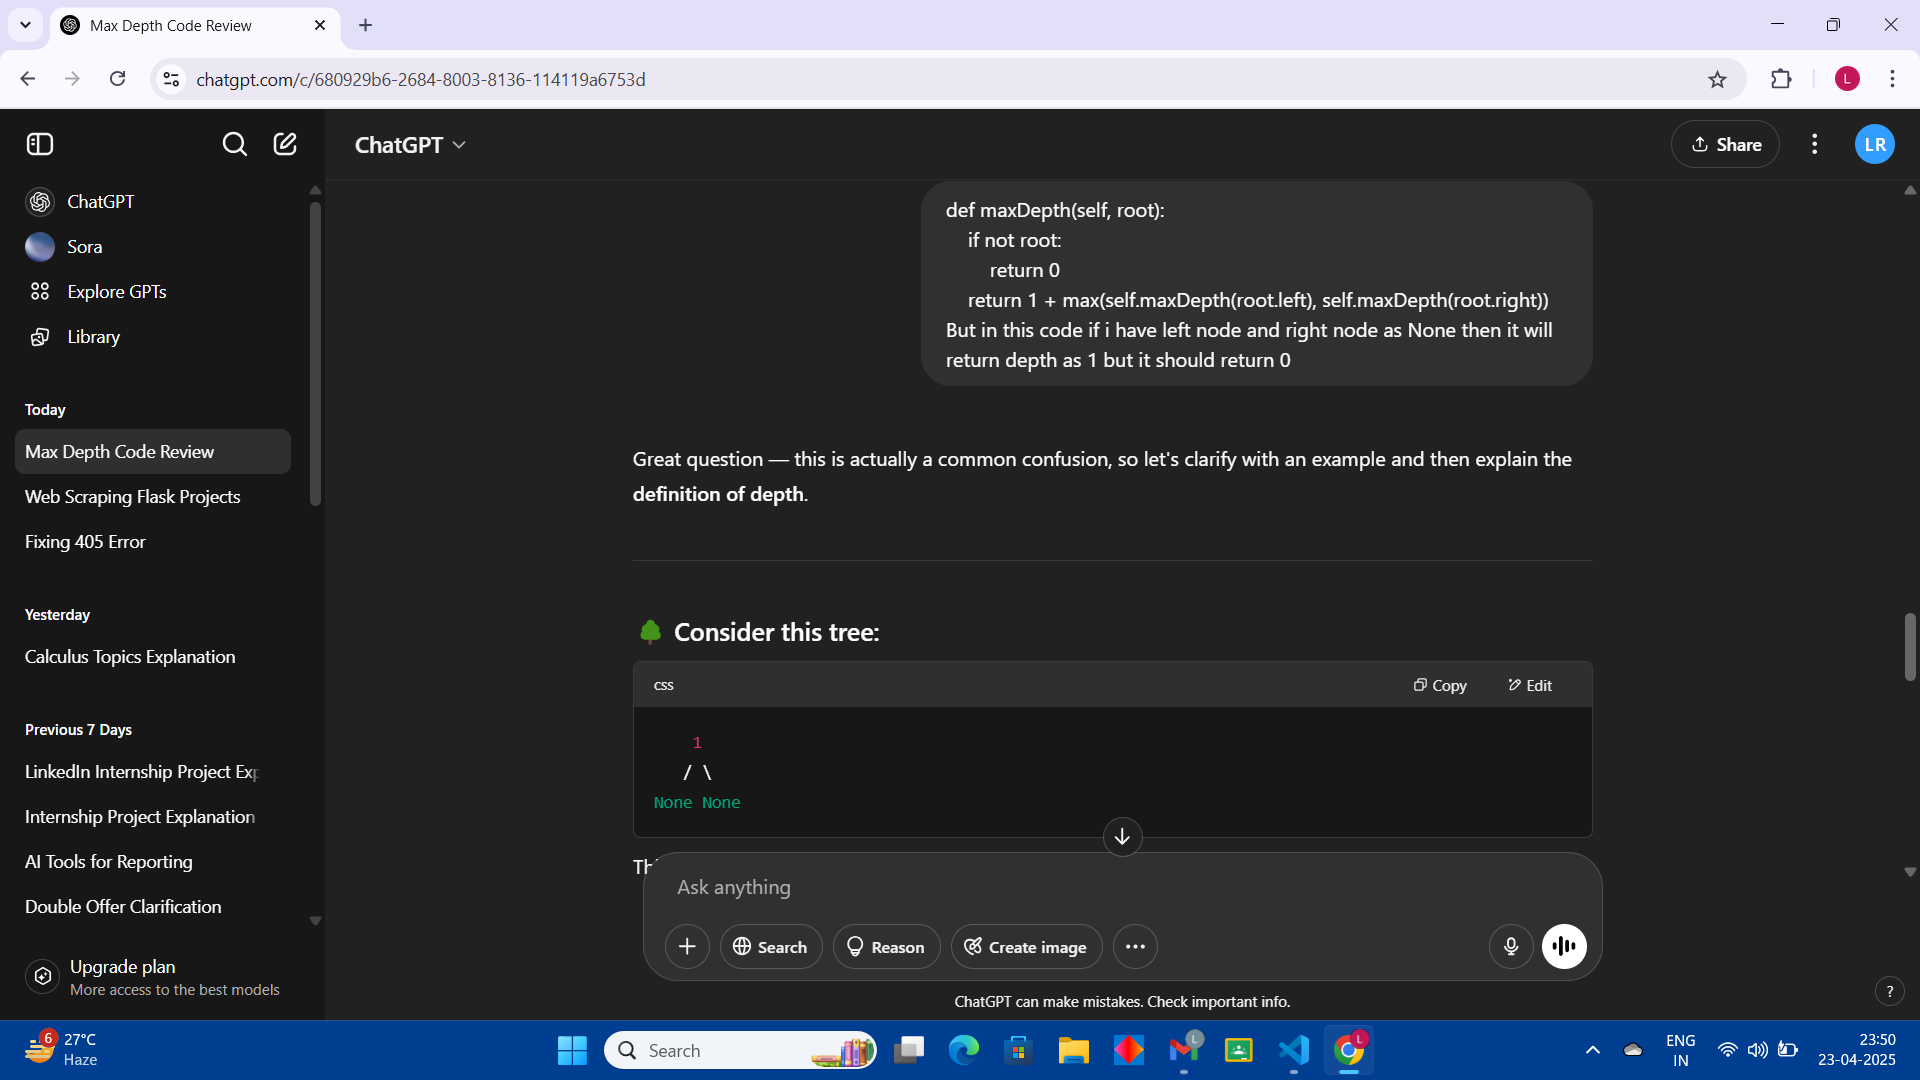 Max Depth Code Review
chatgpt.com/c/680929b6-2684-8003-8136-114119a6753d
L
ChatGPT
Share
LR
ChatGPT
Sora
Explore GPTs
Library
Today
Max Depth Code Review
Web Scraping Flask Projects
Fixing 405 Error
Yesterday
Calculus Topics Explanation
Previous 7 Days
LinkedIn Internship Project Exp
Internship Project Explanation
AI Tools for Reporting
Double Offer Clarification
Upgrade plan
More access to the best models
def maxDepth(self, root):
if not root:
return 0
return 1 + max(self.maxDepth(root.left), self.maxDepth(root.right))
But in this code if i have left node and right node as None then it will
return depth as 1 but it should return 0
Great question — this is actually a common confusion, so let's clarify with an example and then explain the
definition of depth.
Consider this tree:
css
Copy
Edit
1
/ \
None None
Ask anything
Search
Reason
Create image
ChatGPT can make mistakes. Check important info.
?
6
27°C
Haze
Search
L
L
ENG
IN
23:50
23-04-2025